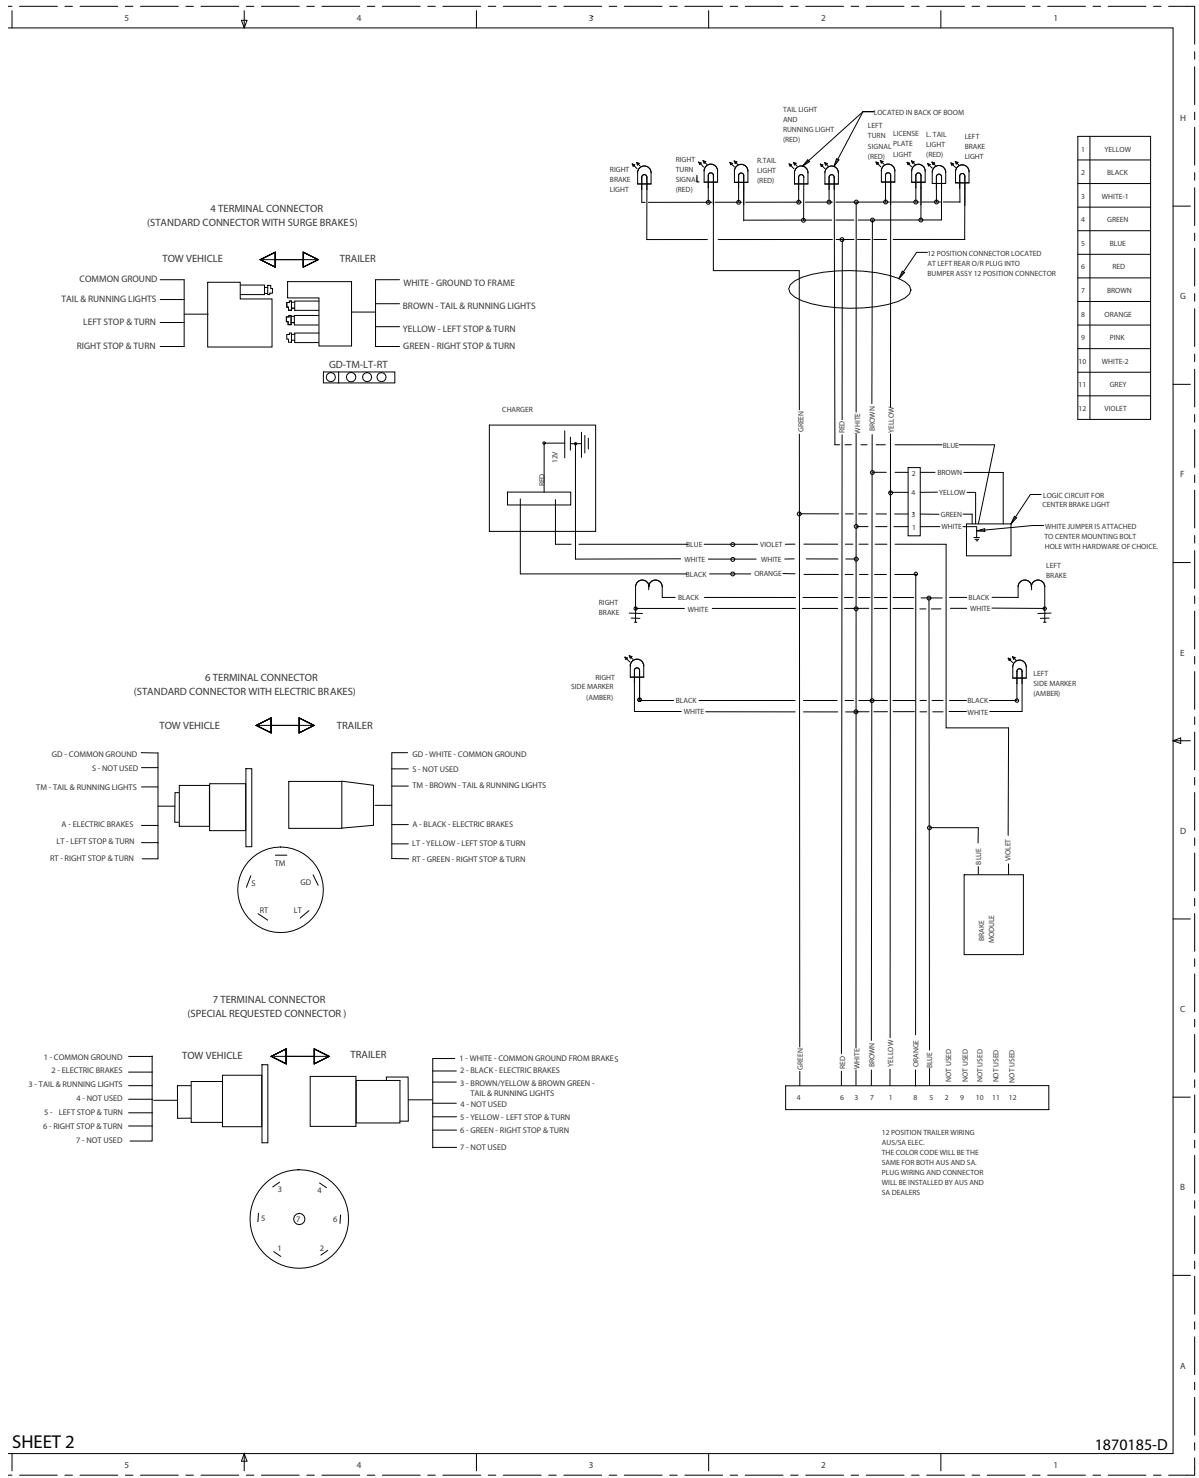 5 4 3 2 1
H
G
F
E
D
C
B
A
TAIL LIGHT
AND
RUNNING LIGHT
(RED)
LOCATED IN BACK OF BOOM
RIGHT
BRAKE
LIGHT
RIGHT
TURN
SIGNAL
(RED)
R.TAIL
LIGHT
(RED)
LEFT
TURN
SIGNAL
(RED)
LICENSE
PLATE
LIGHT
L. TAIL
LIGHT
(RED)
LEFT
BRAKE
LIGHT
1 YELLOW
2 BLACK
3 WHITE-1
4 GREEN
5 BLUE
6 RED
7 BROWN
8 ORANGE
9 PINK
10 WHITE-2
11 GREY
12 VIOLET
12 POSITION CONNECTOR LOCATED
AT LEFT REAR O/R PLUG INTO
BUMPER ASSY 12 POSITION CONNECTOR
4 TERMINAL CONNECTOR
(STANDARD CONNECTOR WITH SURGE BRAKES)
TOW VEHICLE TRAILER
COMMON GROUND
TAIL & RUNNING LIGHTS
LEFT STOP & TURN
RIGHT STOP & TURN
WHITE - GROUND TO FRAME
BROWN - TAIL & RUNNING LIGHTS
YELLOW - LEFT STOP & TURN
GREEN - RIGHT STOP & TURN
GD-TM-LT-RT
CHARGER
12V
RED
GREEN
RED
WHITE
BROWN
YELLOW
BLUE
2 BROWN
4 YELLOW
3 GREEN
1 WHITE
LOGIC CIRCUIT FOR
CENTER BRAKE LIGHT
WHITE JUMPER IS ATTACHED
TO CENTER MOUNTING BOLT
HOLE WITH HARDWARE OF CHOICE.
BLUE VIOLET
WHITE WHITE
BLACK ORANGE
RIGHT
BRAKE
BLACK
WHITE
BLACK
WHITE
LEFT
BRAKE
RIGHT
SIDE MARKER
(AMBER)
BLACK
WHITE
BLACK
WHITE
LEFT
SIDE MARKER
(AMBER)
6 TERMINAL CONNECTOR
(STANDARD CONNECTOR WITH ELECTRIC BRAKES)
TOW VEHICLE TRAILER
GD - COMMON GROUND
S - NOT USED
TM - TAIL & RUNNING LIGHTS
A - ELECTRIC BRAKES
LT - LEFT STOP & TURN
RT - RIGHT STOP & TURN
GD - WHITE - COMMON GROUND
S - NOT USED
TM - BROWN - TAIL & RUNNING LIGHTS
A - BLACK - ELECTRIC BRAKES
LT - YELLOW - LEFT STOP & TURN
RT - GREEN - RIGHT STOP & TURN
TM
S GD
RT LT
BLUE
VIOLET
BRAKE
MODULE
7 TERMINAL CONNECTOR
(SPECIAL REQUESTED CONNECTOR )
TOW VEHICLE TRAILER
1 - COMMON GROUND
2 - ELECTRIC BRAKES
3 - TAIL & RUNNING LIGHTS
4 - NOT USED
5 - LEFT STOP & TURN
6 - RIGHT STOP & TURN
7 - NOT USED
1 - WHITE - COMMON GROUND FROM BRAKES
2 - BLACK - ELECTRIC BRAKES
3 - BROWN/YELLOW & BROWN GREEN -
TAIL & RUNNING LIGHTS
4 - NOT USED
5 - YELLOW - LEFT STOP & TURN
6 - GREEN - RIGHT STOP & TURN
7 - NOT USED
3 4
5 7 6
1 2
GREEN
RED
WHITE
BROWN
YELLOW
ORANGE
BLUE
NOT USED
NOT USED
NOT USED
NOT USED
NOT USED
4 6 3 7 1 8 5 2 9 10 11 12
12 POSITION TRAILER WIRING
AUS/SA ELEC.
THE COLOR CODE WILL BE THE
SAME FOR BOTH AUS AND SA.
PLUG WIRING AND CONNECTOR
WILL BE INSTALLED BY AUS AND
SA DEALERS
SHEET 2
1870185-D
5 4 3 2 1